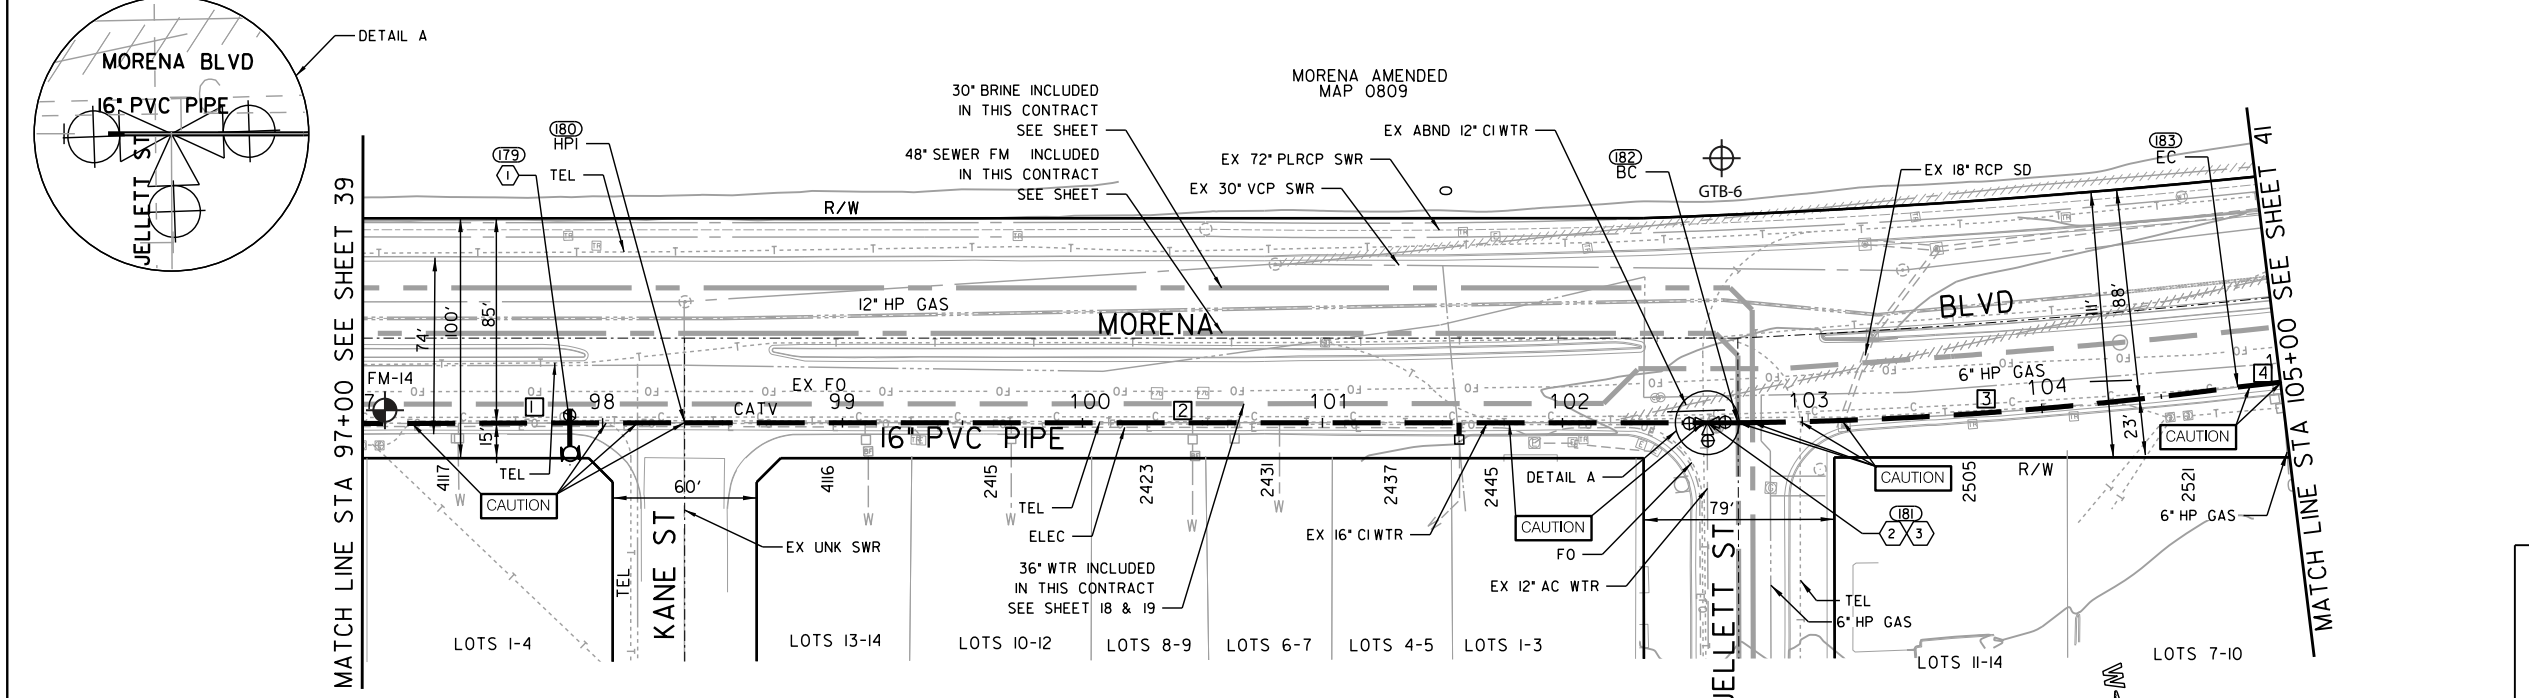 DETAIL A
MORENA BLVD
16" PVC PIPE
JELLETT ST
MORENA AMENDED
MAP 0809
30" BRINE INCLUDED
IN THIS CONTRACT
SEE SHEET
48" SEWER FM INCLUDED
IN THIS CONTRACT
SEE SHEET
EX ABND 12" CI WTR
EX 72" PLRCP SWR
EX 30" VCP SWR
180
HPI
179
1
TEL
182
BC
GTB-6
183
EC
EX 18" RCP SD
O
R/W
MATCH LINE STA 97+00 SEE SHEET 39
MATCH LINE STA 105+00 SEE SHEET 41
74'
100'
85'
15'
12" HP GAS
MORENA
BLVD
111'
88'
23'
FM-14
7
1
98
EX FO
CATV
99
100
2
101
102
103
3
104
6" HP GAS
4
16" PVC PIPE
CAUTION
TEL
4117
60'
4116
2415
2423
2431
2437
2445
DETAIL A
CAUTION
79'
CAUTION
2505
R/W
CAUTION
2521
6" HP GAS
181
2
3
KANE ST
TEL
EX UNK SWR
TEL
ELEC
36" WTR INCLUDED
IN THIS CONTRACT
SEE SHEET 18 & 19
EX 16" CI WTR
FO
EX 12" AC WTR
JELLETT ST
TEL
6" HP GAS
LOTS 1-4
LOTS 13-14
LOTS 10-12
LOTS 8-9
LOTS 6-7
LOTS 4-5
LOTS 1-3
LOTS 11-14
LOTS 7-10